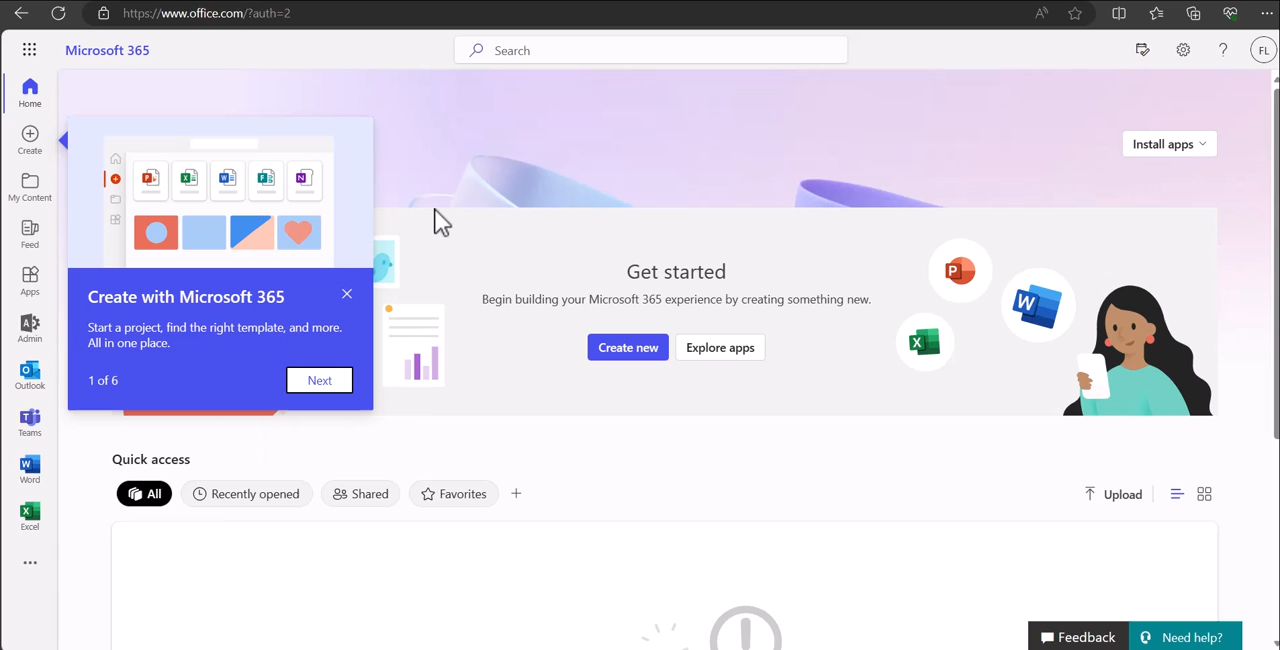 https://www.office.com/?auth=2
Microsoft 365
Search
FL
Home
Create
My Content
Feed
Apps
Admin
Outlook
Teams
Word
Excel
Install apps
Create with Microsoft 365
Start a project, find the right template, and more.
All in one place.
1 of 6
Next
Get started
Begin building your Microsoft 365 experience by creating something new.
Create new
Explore apps
Quick access
All
Recently opened
Shared
Favorites
Upload
Feedback
Need help?